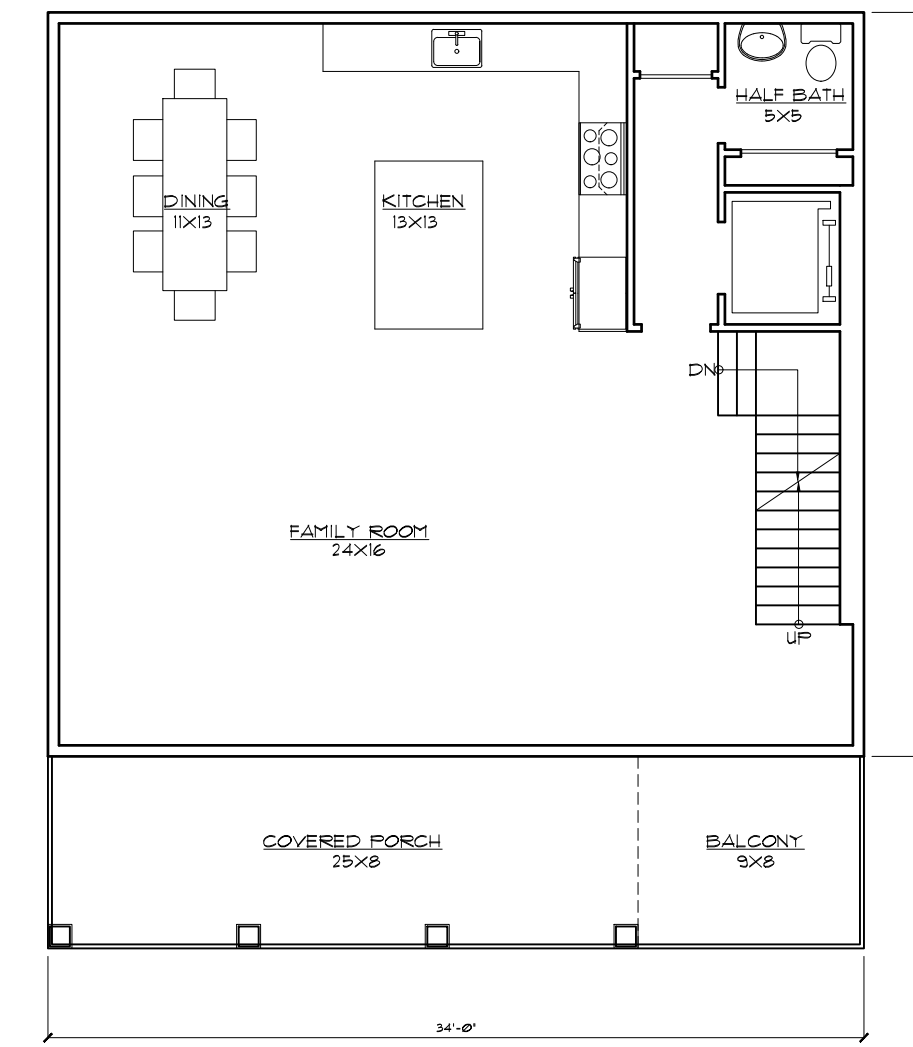 HALF BATH
5X5
DINING
11X13
KITCHEN
13X13
DN
FAMILY ROOM
24X16
UP
COVERED PORCH
25X8
BALCONY
9X8
34'-0"